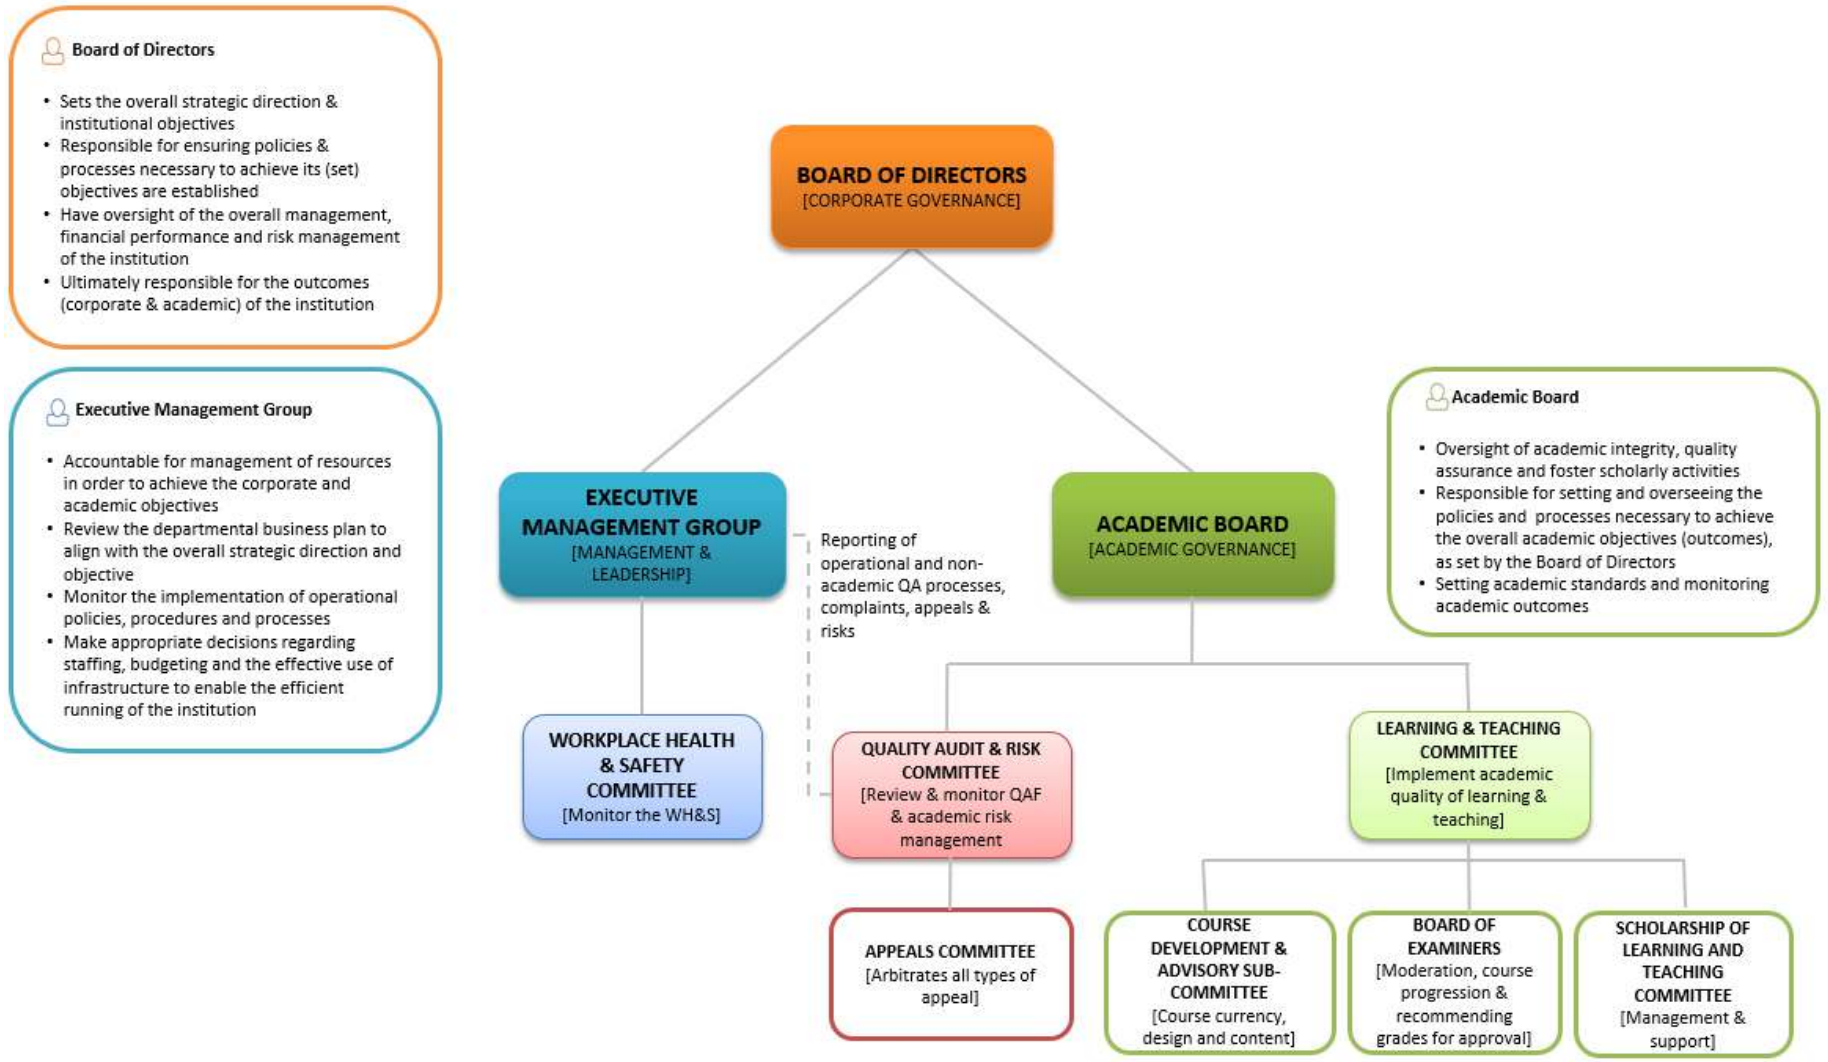 Board of Directors
• Sets the overall strategic direction &
institutional objectives
• Responsible for ensuring policies &
processes necessary to achieve its (set)
objectives are established
• Have oversight of the overall management,
financial performance and risk management
of the institution
• Ultimately responsible for the outcomes
(corporate & academic) of the institution
BOARD OF DIRECTORS
[CORPORATE GOVERNANCE]
Executive Management Group
• Accountable for management of resources
in order to achieve the corporate and
academic objectives
• Review the departmental business plan to
align with the overall strategic direction and
objective
• Monitor the implementation of operational
policies, procedures and processes
• Make appropriate decisions regarding
staffing, budgeting and the effective use of
infrastructure to enable the efficient
running of the institution
EXECUTIVE
MANAGEMENT GROUP
[MANAGEMENT &
LEADERSHIP]
Reporting of
operational and non-
academic QA processes,
complaints, appeals &
risks
ACADEMIC BOARD
[ACADEMIC GOVERNANCE]
Academic Board
• Oversight of academic integrity, quality
assurance and foster scholarly activities
• Responsible for setting and overseeing the
policies and processes necessary to achieve
the overall academic objectives (outcomes),
as set by the Board of Directors
• Setting academic standards and monitoring
academic outcomes
WORKPLACE HEALTH
& SAFETY
COMMITTEE
[Monitor the WH&S]
QUALITY AUDIT & RISK
COMMITTEE
[Review & monitor QAF
& academic risk
management
LEARNING & TEACHING
COMMITTEE
[Implement academic
quality of learning &
teaching]
APPEALS COMMITTEE
[Arbitrates all types of
appeal]
COURSE
DEVELOPMENT &
ADVISORY SUB-
COMMITTEE
[Course currency,
design and content]
BOARD OF
EXAMINERS
[Moderation, course
progression &
recommending
grades for approval]
SCHOLARSHIP OF
LEARNING AND
TEACHING
COMMITTEE
[Management &
support]